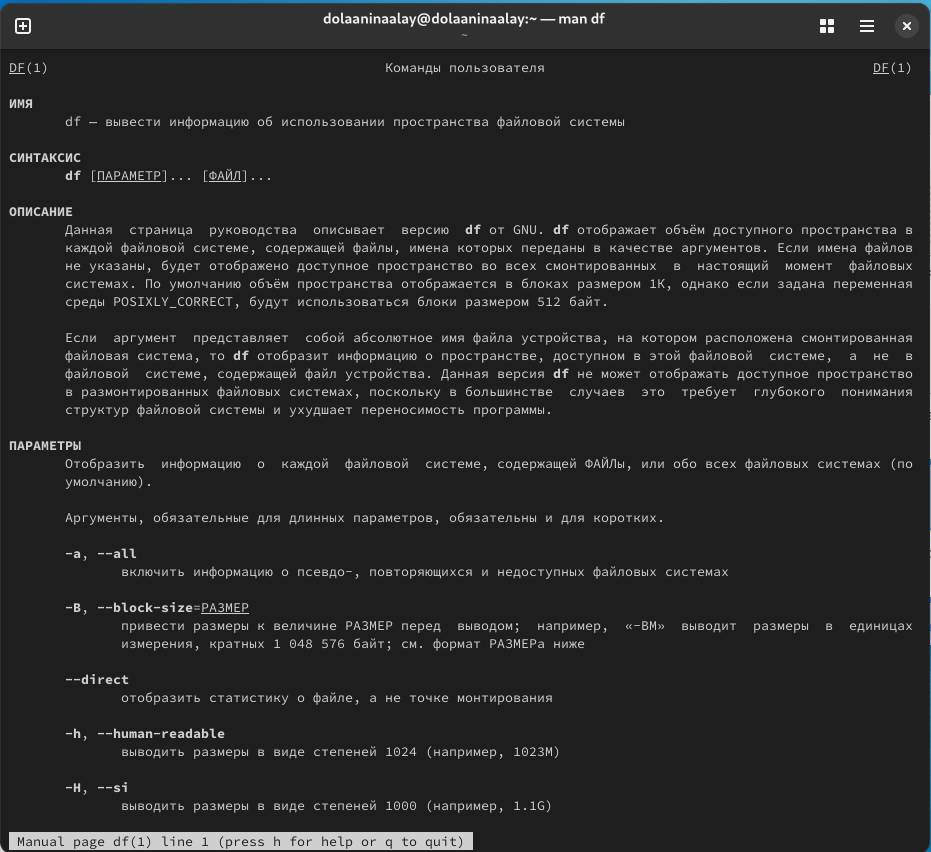 dolaaninaalay@dolaaninaalay:~ — man df
~
DF(1) Команды пользователя DF(1)
ИМЯ
df — вывести информацию об использовании пространства файловой системы
СИНТАКСИС
df [ПАРАМЕТР]... [ФАЙЛ]...
ОПИСАНИЕ
Данная страница руководства описывает версию df от GNU. df отображает объём доступного пространства в
каждой файловой системе, содержащей файлы, имена которых переданы в качестве аргументов. Если имена файлов
не указаны, будет отображено доступное пространство во всех смонтированных в настоящий момент файловых
системах. По умолчанию объём пространства отображается в блоках размером 1K, однако если задана переменная
среды POSIXLY_CORRECT, будут использоваться блоки размером 512 байт.
Если аргумент представляет собой абсолютное имя файла устройства, на котором расположена смонтированная
файловая система, то df отобразит информацию о пространстве, доступном в этой файловой системе, а не в
файловой системе, содержащей файл устройства. Данная версия df не может отображать доступное пространство
в размонтированных файловых системах, поскольку в большинстве случаев это требует глубокого понимания
структур файловой системы и ухудшает переносимость программы.
ПАРАМЕТРЫ
Отобразить информацию о каждой файловой системе, содержащей ФАЙЛы, или обо всех файловых системах (по
умолчанию).
Аргументы, обязательные для длинных параметров, обязательны и для коротких.
-a, --all
включить информацию о псевдо-, повторяющихся и недоступных файловых системах
-B, --block-size=РАЗМЕР
привести размеры к величине РАЗМЕР перед выводом; например, «-BM» выводит размеры в единицах
измерения, кратных 1 048 576 байт; см. формат РАЗМЕРа ниже
--direct
отобразить статистику о файле, а не точке монтирования
-h, --human-readable
выводить размеры в виде степеней 1024 (например, 1023M)
-H, --si
выводить размеры в виде степеней 1000 (например, 1.1G)
Manual page df(1) line 1 (press h for help or q to quit)